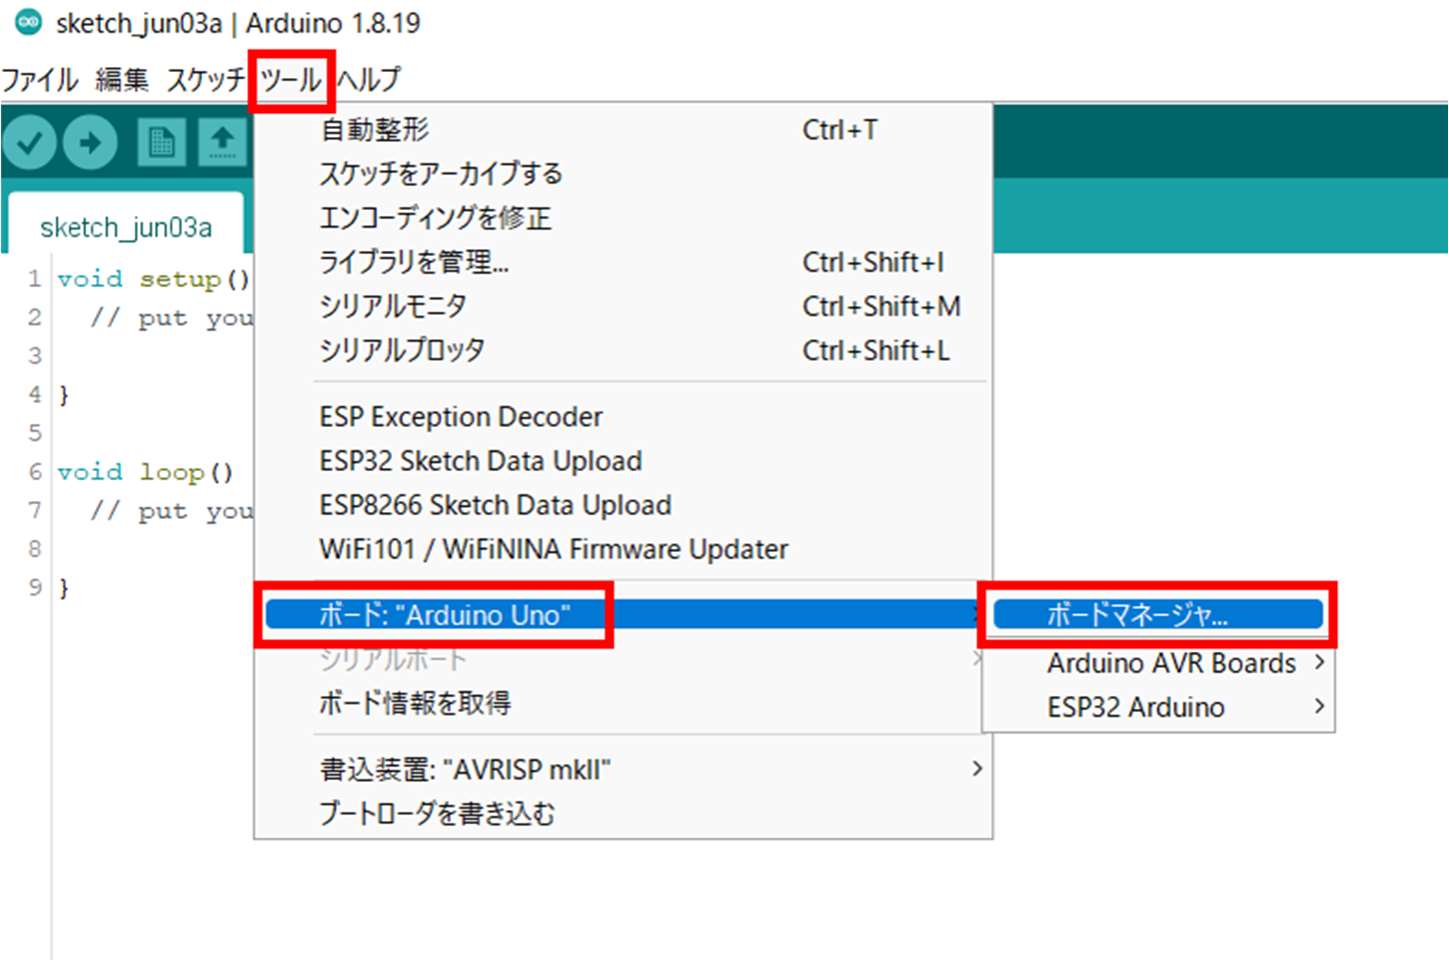 sketch_jun03a | Arduino 1.8.19
ファイル 編集 スケッチ ツール ヘルプ
自動整形 Ctrl+T
スケッチをアーカイブする
エンコーディングを修正
ライブラリを管理... Ctrl+Shift+I
シリアルモニタ Ctrl+Shift+M
シリアルプロッタ Ctrl+Shift+L
ESP Exception Decoder
ESP32 Sketch Data Upload
ESP8266 Sketch Data Upload
WiFi101 / WiFiNINA Firmware Updater
ボード: "Arduino Uno"
シリアルポート
ボード情報を取得
書込装置: "AVRISP mkII"
ブートローダを書き込む
ボードマネージャ...
Arduino AVR Boards
ESP32 Arduino
sketch_jun03a
1 void setup()
2 // put you
3
4 }
5
6 void loop()
7 // put you
8
9 }